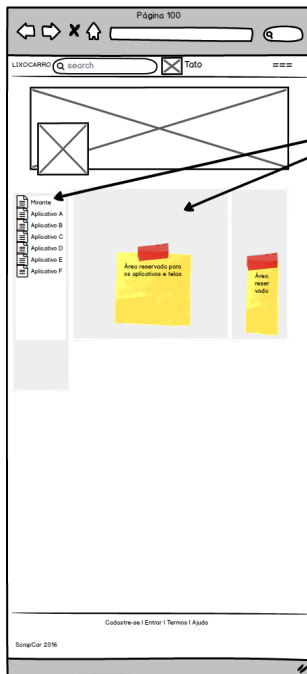 Página 100
LIXOCARRO search Tato ===
Mirante
Aplicativo A
Aplicativo B
Aplicativo C
Aplicativo D
Aplicativo E
Aplicativo F
Área reservada para
os aplicativos e telas
Área
reser
vada
Cadastre-se | Entrar | Termos | Ajuda
ScrapCar 2016